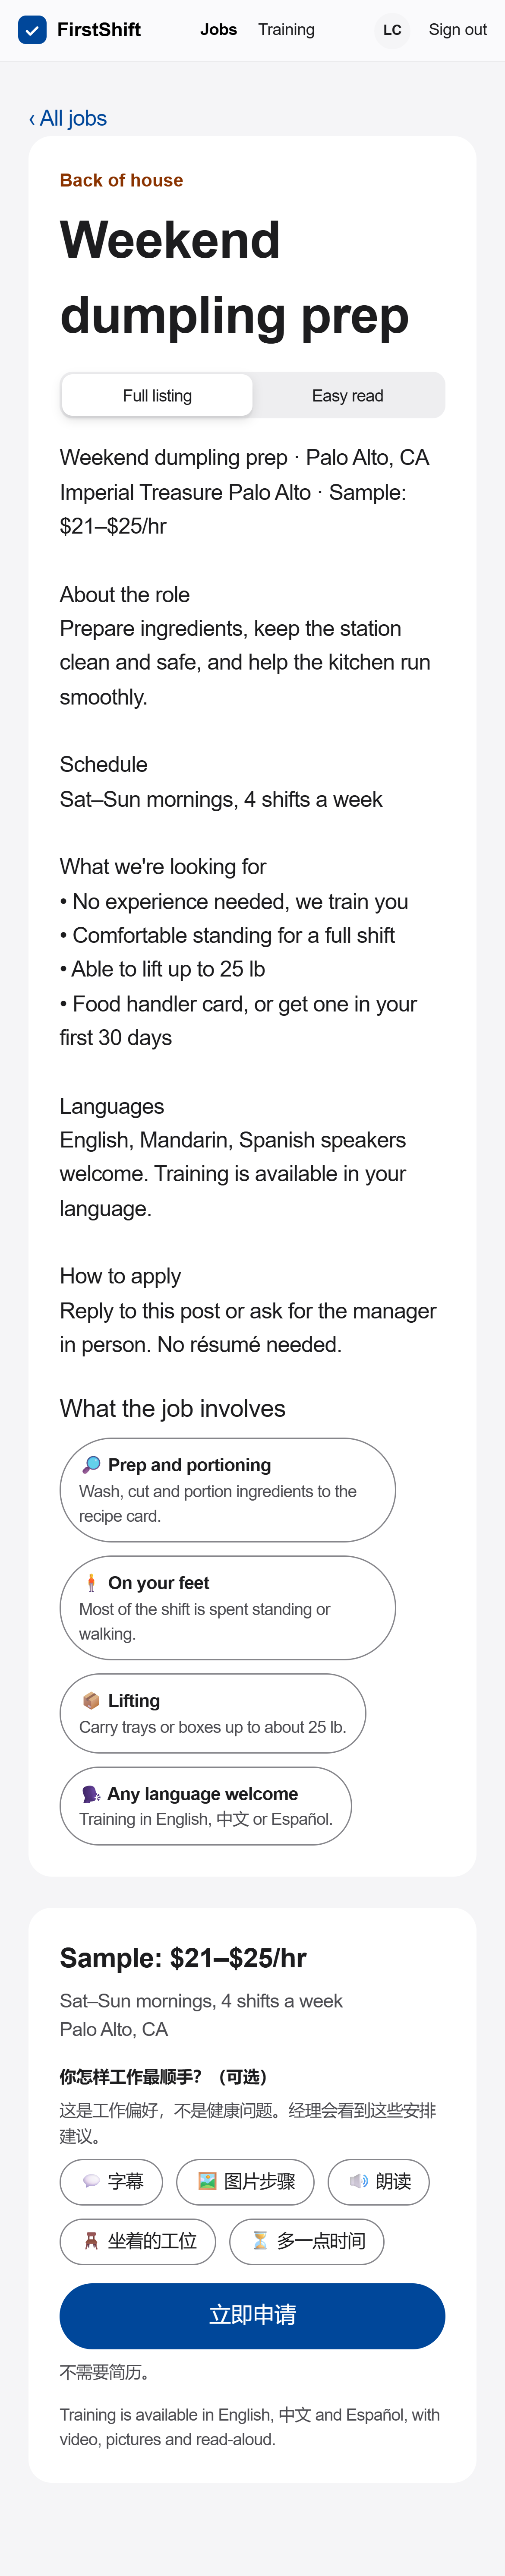 FirstShift
Jobs
Training
LC
Sign out
‹ All jobs
Back of house
Weekend
dumpling prep
Full listing
Easy read
Weekend dumpling prep · Palo Alto, CA
Imperial Treasure Palo Alto · Sample:
$21–$25/hr
About the role
Prepare ingredients, keep the station
clean and safe, and help the kitchen run
smoothly.
Schedule
Sat–Sun mornings, 4 shifts a week
What we're looking for
• No experience needed, we train you
• Comfortable standing for a full shift
• Able to lift up to 25 lb
• Food handler card, or get one in your
first 30 days
Languages
English, Mandarin, Spanish speakers
welcome. Training is available in your
language.
How to apply
Reply to this post or ask for the manager
in person. No résumé needed.
What the job involves
Prep and portioning
Wash, cut and portion ingredients to the
recipe card.
On your feet
Most of the shift is spent standing or
walking.
Lifting
Carry trays or boxes up to about 25 lb.
Any language welcome
Training in English, 中文 or Español.
Sample: $21–$25/hr
Sat–Sun mornings, 4 shifts a week
Palo Alto, CA
你怎样工作最顺手？（可选）
这是工作偏好，不是健康问题。经理会看到这些安排
建议。
字幕
图片步骤
朗读
坐着的工位
多一点时间
立即申请
不需要简历。
Training is available in English, 中文 and Español, with
video, pictures and read-aloud.